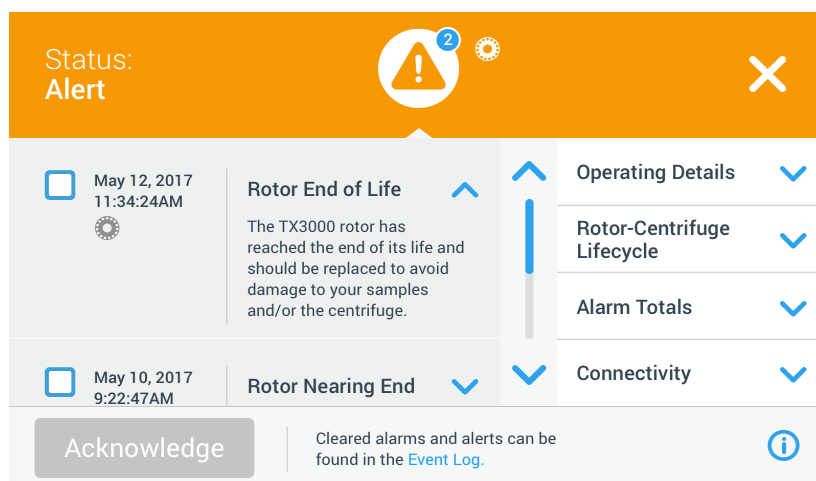 Status:
Alert
2
May 12, 2017
11:34:24AM
Rotor End of Life
The TX3000 rotor has
reached the end of its life and
should be replaced to avoid
damage to your samples
and/or the centrifuge.
May 10, 2017
9:22:47AM
Rotor Nearing End
Operating Details
Rotor-Centrifuge
Lifecycle
Alarm Totals
Connectivity
Acknowledge
Cleared alarms and alerts can be
found in the Event Log.